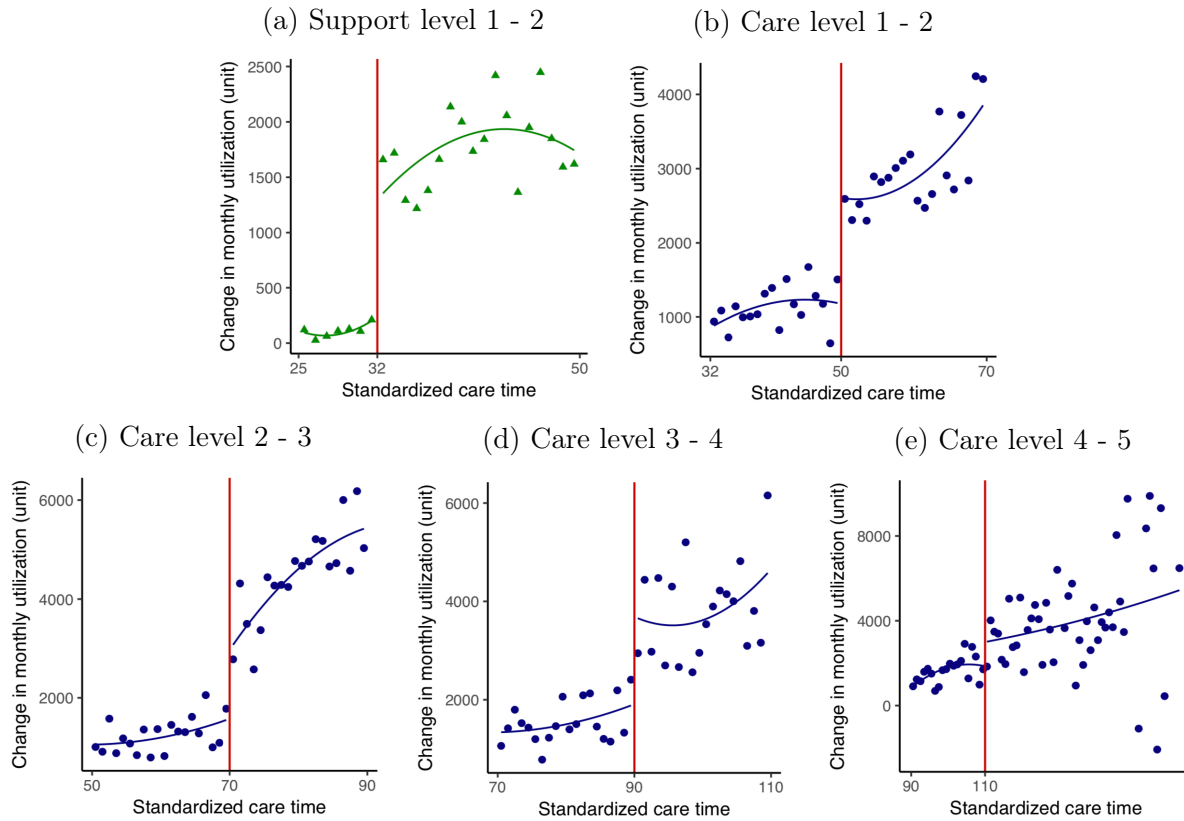 (a) Support level 1 - 2
Change in monthly utilization (unit)
2500
2000
1500
1000
500
0
25
32
50
Standardized care time
(b) Care level 1 - 2
Change in monthly utilization (unit)
4000
3000
2000
1000
32
50
70
Standardized care time
(c) Care level 2 - 3
Change in monthly utilization (unit)
6000
4000
2000
50
70
90
Standardized care time
(d) Care level 3 - 4
Change in monthly utilization (unit)
6000
4000
2000
70
90
110
Standardized care time
(e) Care level 4 - 5
Change in monthly utilization (unit)
8000
4000
0
90
110
Standardized care time